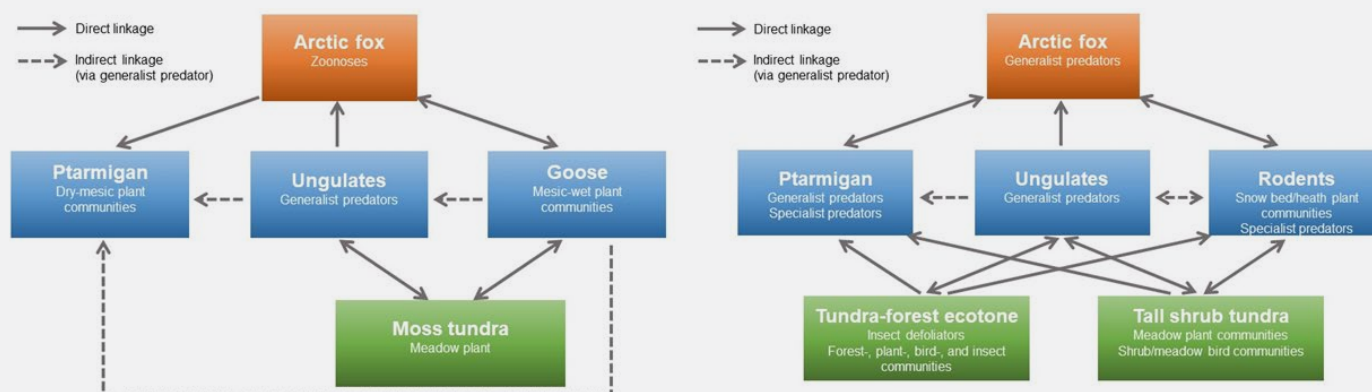 Direct linkage
Indirect linkage
(via generalist predator)
Arctic fox
Zoonoses
Ptarmigan
Dry-mesic plant
communities
Ungulates
Generalist predators
Goose
Mesic-wet plant
communities
Moss tundra
Meadow plant
Direct linkage
Indirect linkage
(via generalist predator)
Arctic fox
Generalist predators
Ptarmigan
Generalist predators
Specialist predators
Ungulates
Generalist predators
Rodents
Snow bed/heath plant
communities
Specialist predators
Tundra-forest ecotone
Insect defoliators
Forest-, plant-, bird-, and insect
communities
Tall shrub tundra
Meadow plant communities
Shrub/meadow bird communities